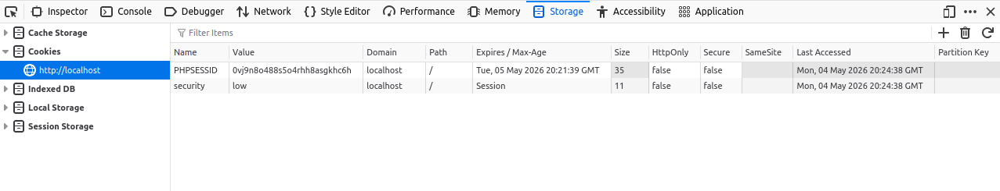 Inspector Console Debugger Network Style Editor Performance Memory Storage Accessibility Application
Cache Storage
Cookies
http://localhost
Indexed DB
Local Storage
Session Storage
Filter Items
Name Value Domain Path Expires / Max-Age Size HttpOnly Secure SameSite Last Accessed Partition Key
PHPSESSID 0vj9n8o488s5o4rhh8asgkhc6h localhost / Tue, 05 May 2026 20:21:39 GMT 35 false false Mon, 04 May 2026 20:24:38 GMT
security low localhost / Session 11 false false Mon, 04 May 2026 20:24:38 GMT